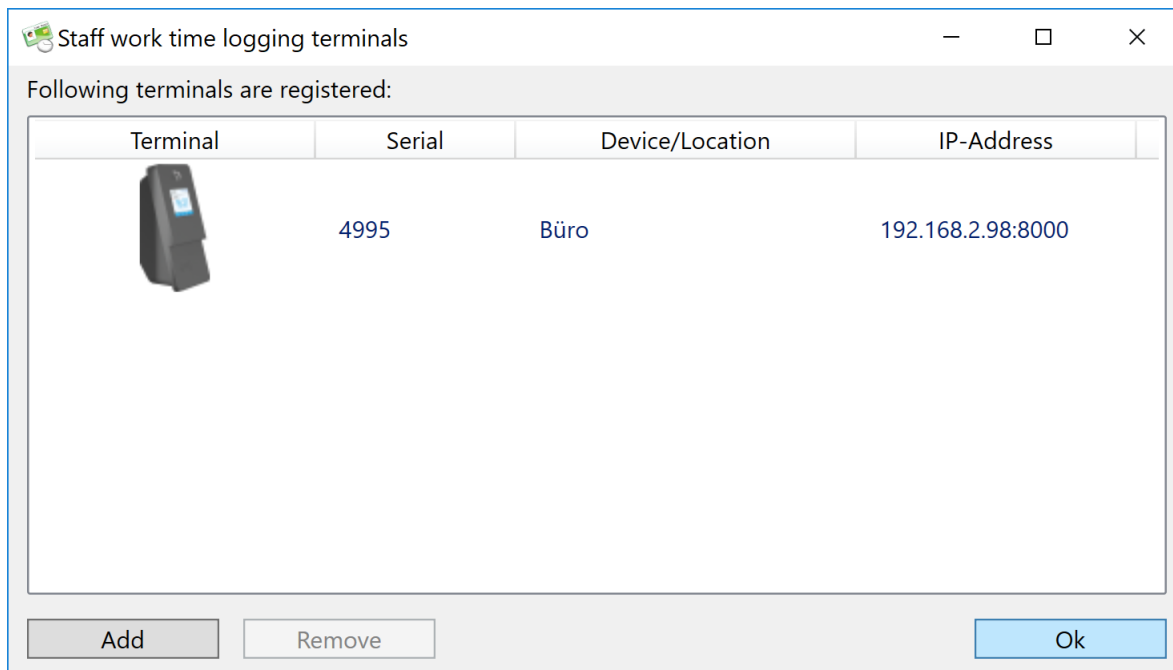 Staff work time logging terminals
Following terminals are registered:
Terminal Serial Device/Location IP-Address
4995 Büro 192.168.2.98:8000
Add Remove Ok